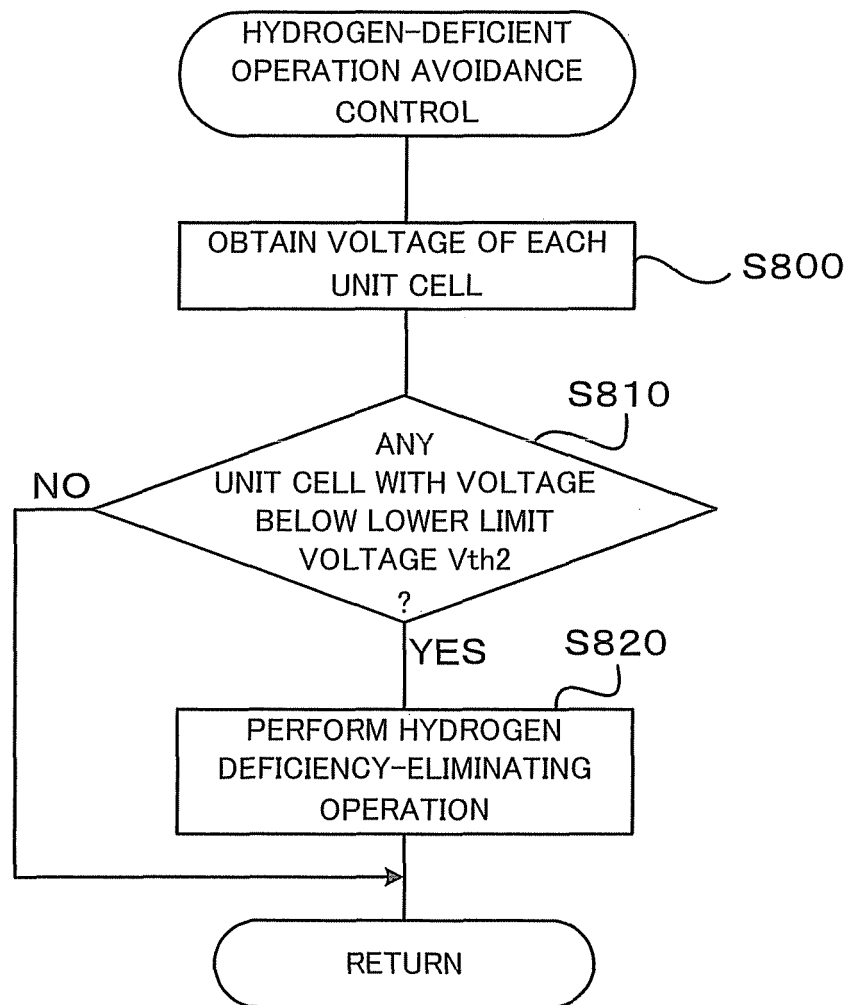 HYDROGEN-DEFICIENT
OPERATION AVOIDANCE
CONTROL
OBTAIN VOLTAGE OF EACH
UNIT CELL
S800
S810
ANY
UNIT CELL WITH VOLTAGE
BELOW LOWER LIMIT
VOLTAGE Vth2
?
NO
YES
S820
PERFORM HYDROGEN
DEFICIENCY-ELIMINATING
OPERATION
RETURN